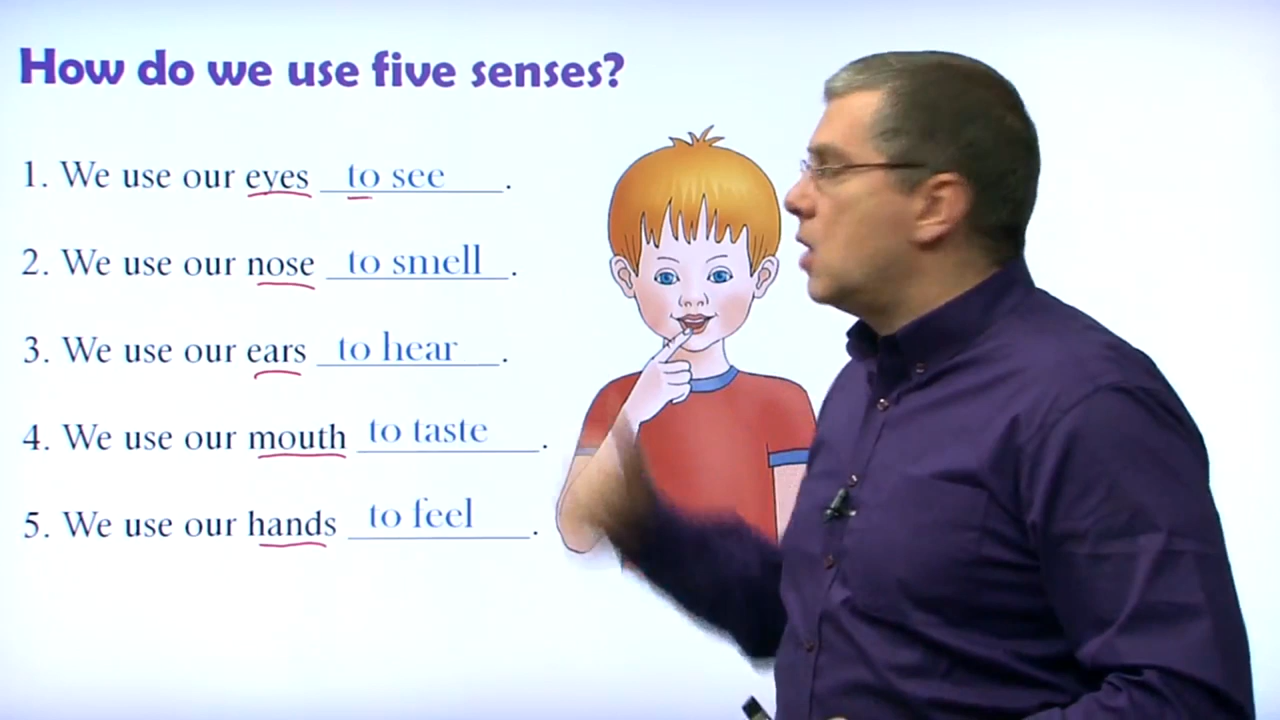 How do we use five senses?
1. We use our eyes to see.
2. We use our nose to smell.
3. We use our ears to hear.
4. We use our mouth to taste.
5. We use our hands to feel.